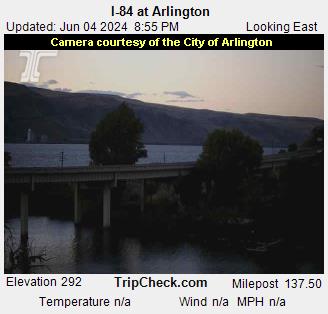 I-84 at Arlington
Updated: Jun 04 2024 8:55 PM Looking East
Camera courtesy of the City of Arlington
Elevation 292 TripCheck.com Milepost 137.50
Temperature n/a Wind n/a MPH n/a